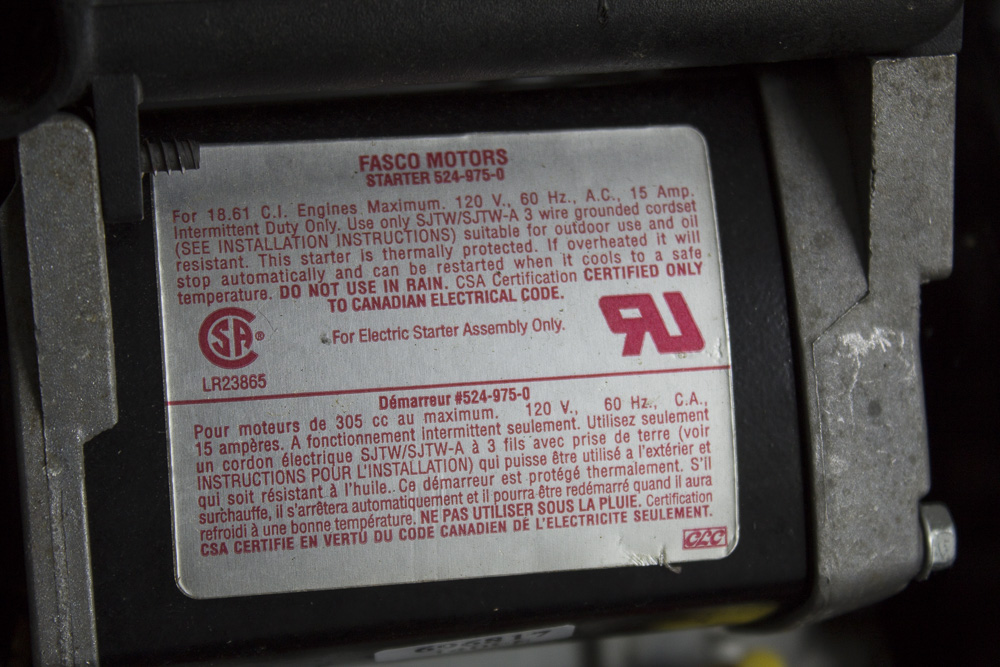 FASCO MOTORS
STARTER 524-975-0
For 18.61 C.I. Engines Maximum. 120 V., 60 Hz., A.C., 15 Amp.
Intermittent Duty Only. Use only SJTW/SJTW-A 3 wire grounded cordset
(SEE INSTALLATION INSTRUCTIONS) suitable for outdoor use and oil
resistant. This starter is thermally protected. If overheated it will
stop automatically and can be restarted when it cools to a safe
temperature. DO NOT USE IN RAIN. CSA Certification CERTIFIED ONLY
TO CANADIAN ELECTRICAL CODE.
For Electric Starter Assembly Only.
SA ®
RU
LR23865
Démarreur #524-975-0
Pour moteurs de 305 cc au maximum. 120 V., 60 Hz., C.A.,
15 ampères. A fonctionnement intermittent seulement. Utilisez seulement
un cordon électrique SJTW/SJTW-A à 3 fils avec prise de terre (voir
INSTRUCTIONS POUR L'INSTALLATION) qui puisse être utilisé a l'extérier et
qui soit résistant à l'huile. Ce démarreur est protégé thermalement. S'il
surchauffe, il s'arrêtera automatiquement et il pourra être redémarré quand il aura
refroidi à une bonne température. NE PAS UTILISER SOUS LA PLUIE. Certification
CSA CERTIFIE EN VERTU DU CODE CANADIEN DE L'ELECTRICITE SEULEMENT.
CLC